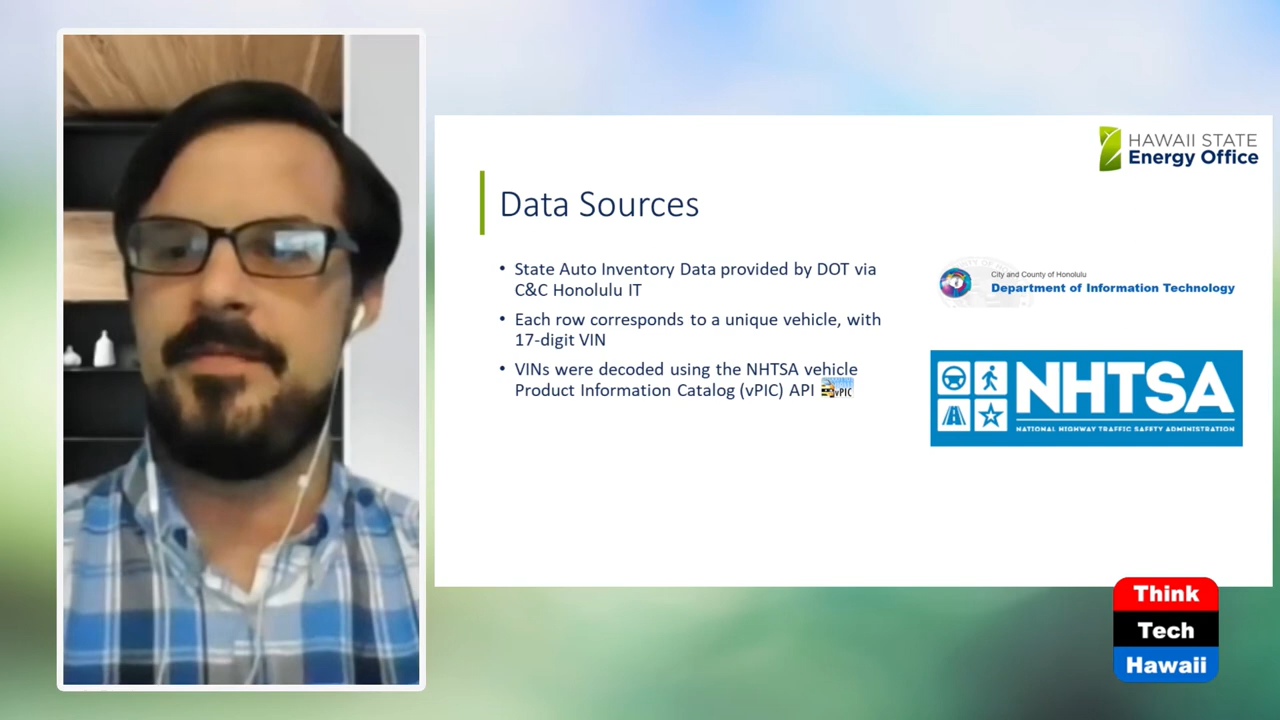 HAWAII STATE
Energy Office
Data Sources
• State Auto Inventory Data provided by DOT via
C&C Honolulu IT
• Each row corresponds to a unique vehicle, with
17-digit VIN
• VINs were decoded using the NHTSA vehicle
Product Information Catalog (vPIC) API
vPIC
City and County of Honolulu
Department of Information Technology
NHTSA
NATIONAL HIGHWAY TRAFFIC SAFETY ADMINISTRATION
Think
Tech
Hawaii